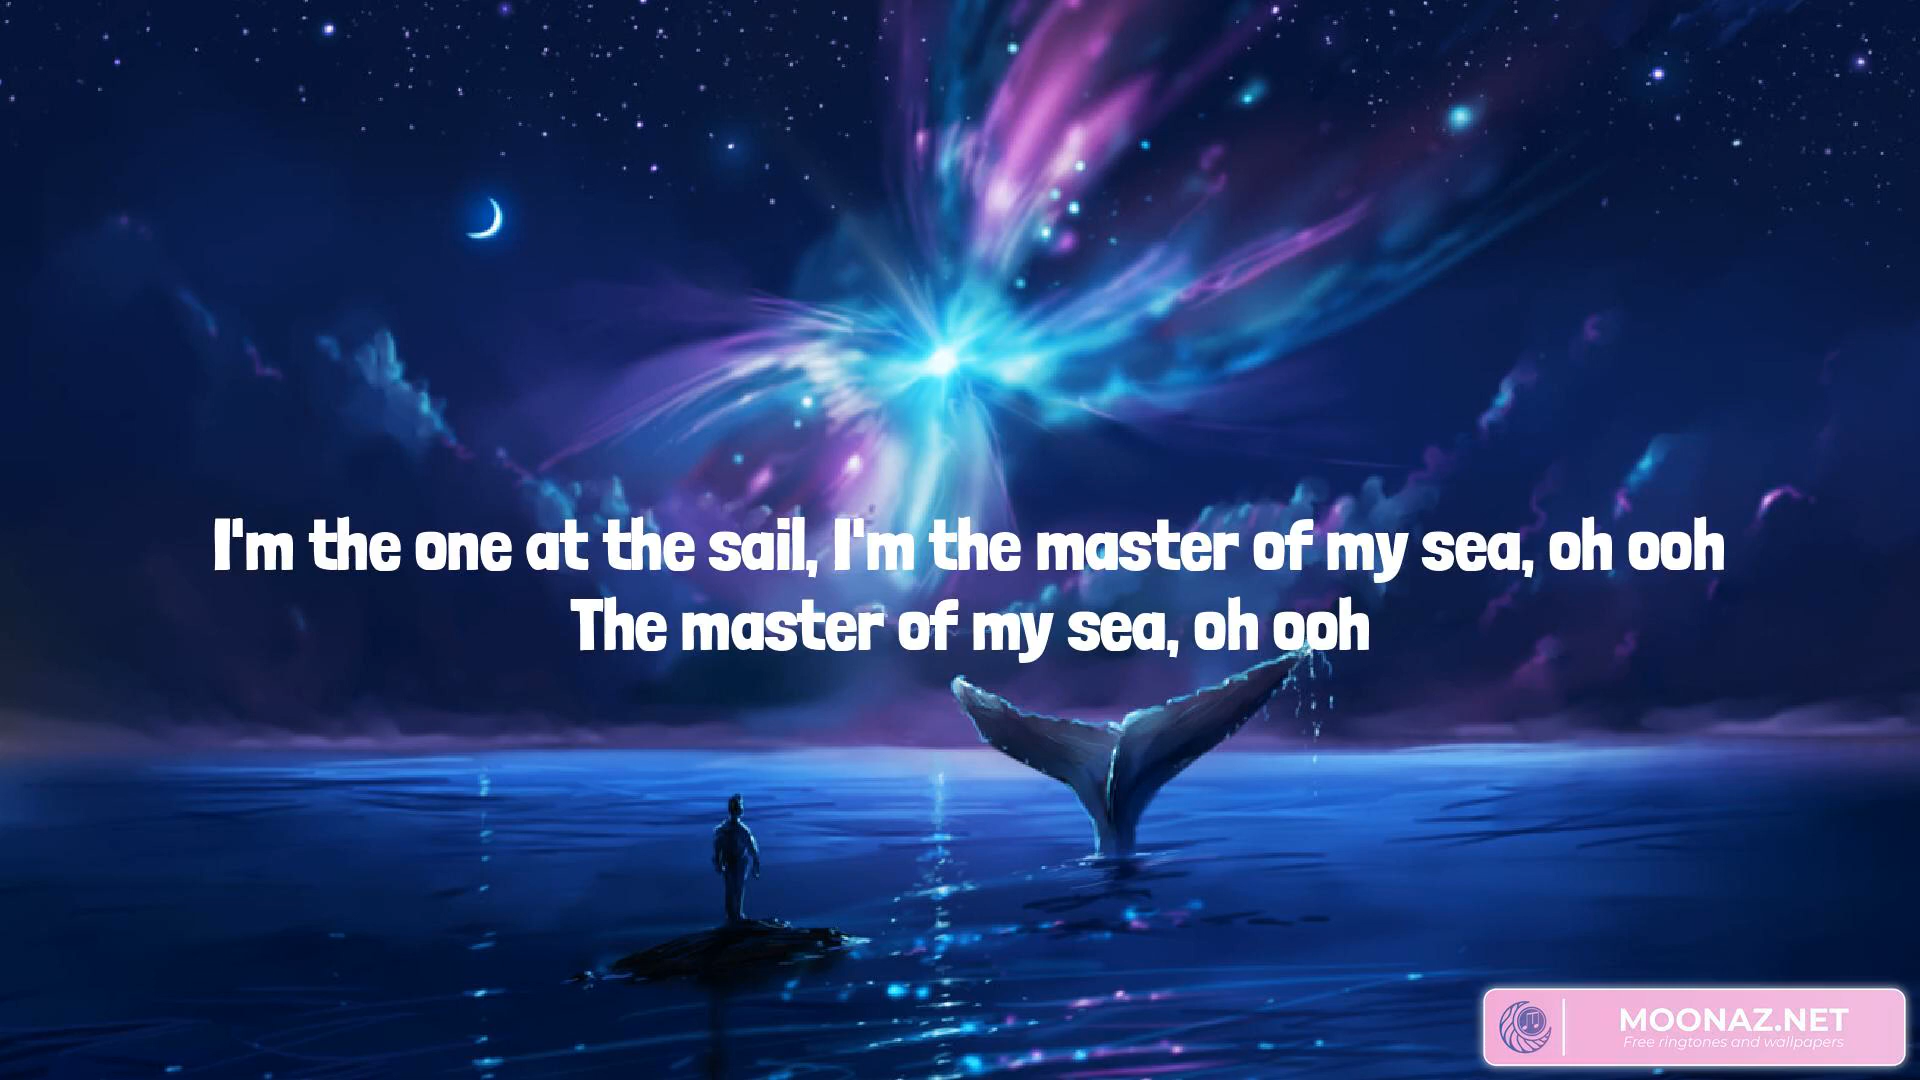 I'm the one at the sail, I'm the master of my sea, oh ooh
The master of my sea, oh ooh
MOONAZ.NET
Free ringtones and wallpapers